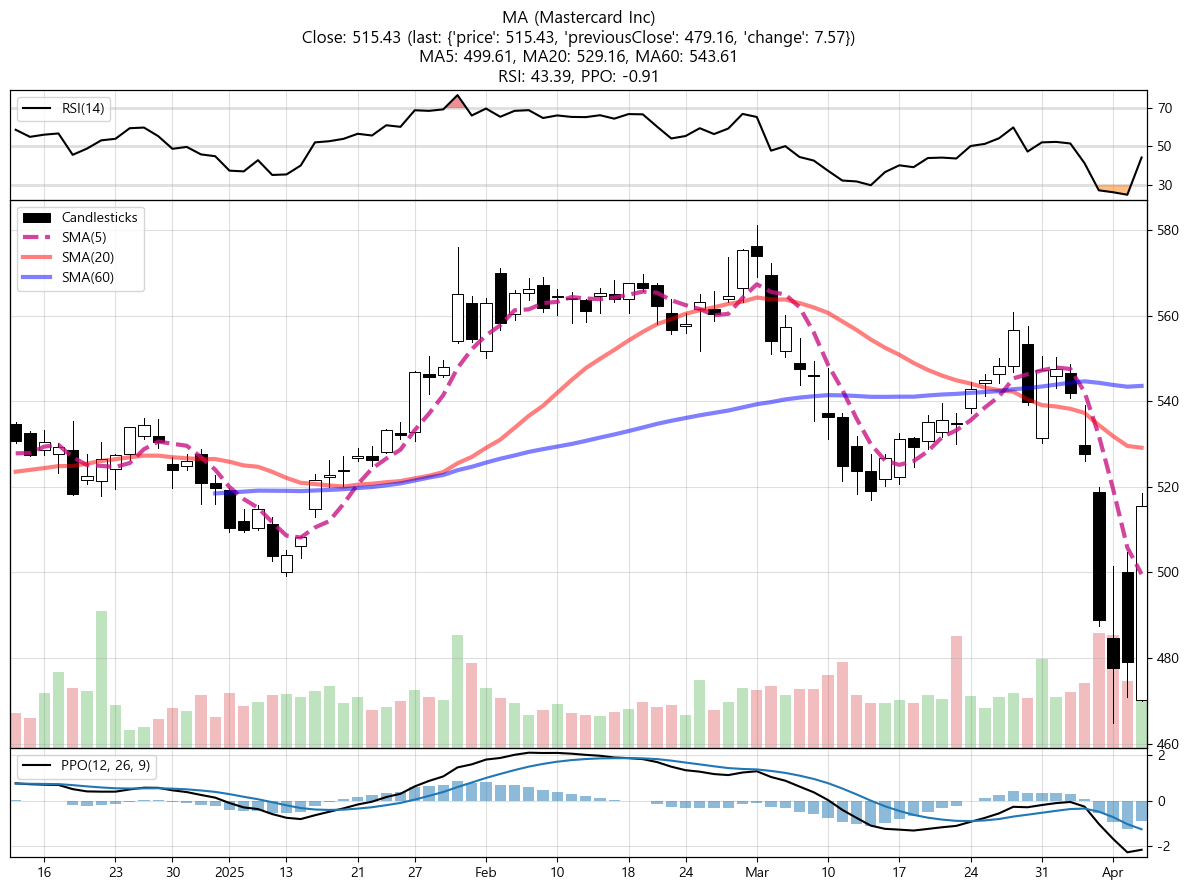 MA (Mastercard Inc)
Close: 515.43 (last: {'price': 515.43, 'previousClose': 479.16, 'change': 7.57})
MA5: 499.61, MA20: 529.16, MA60: 543.61
RSI: 43.39, PPO: -0.91
RSI(14)
70
50
30
Candlesticks
SMA(5)
SMA(20)
SMA(60)
580
560
540
520
500
480
460
PPO(12, 26, 9)
2
0
-2
16 23 30 2025 13 21 27 Feb 10 18 24 Mar 10 17 24 31 Apr